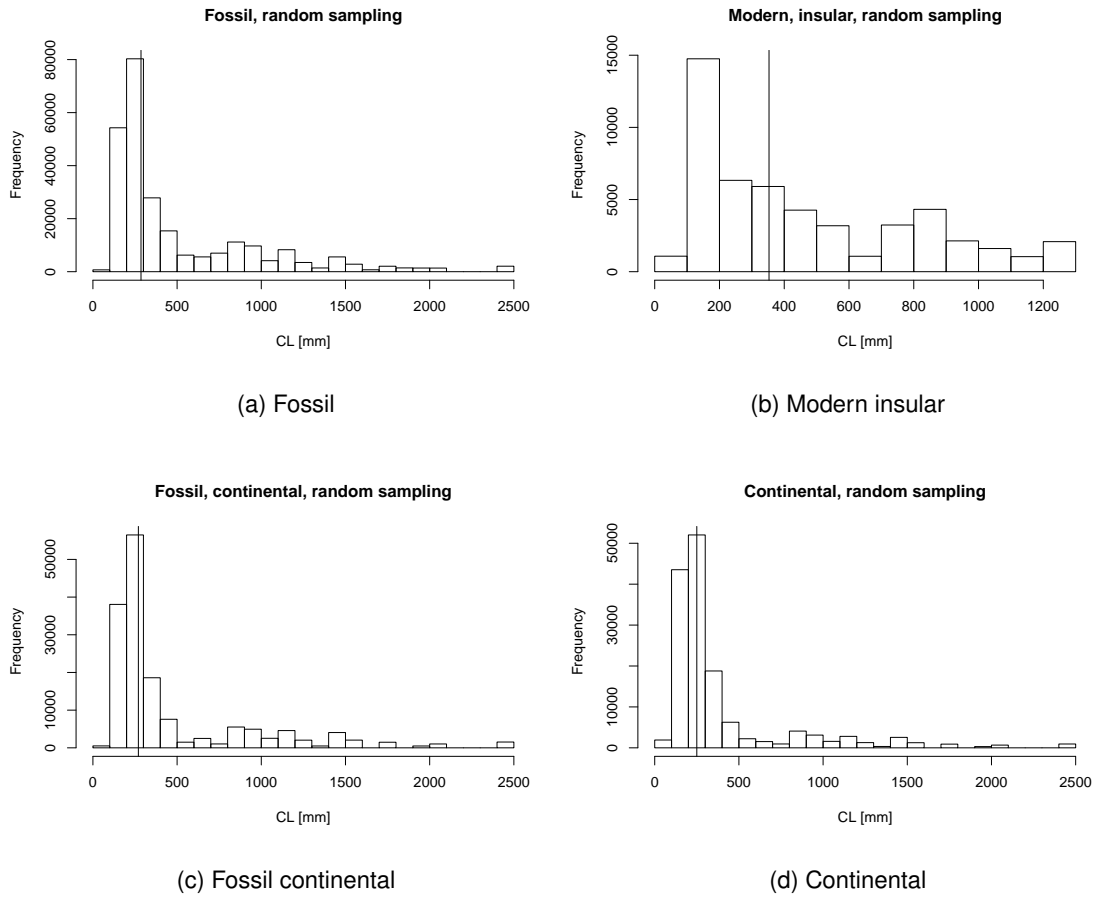 Fossil, random sampling
Frequency
0 20000 40000 60000 80000
0 500 1000 1500 2000 2500
CL [mm]
(a) Fossil
Modern, insular, random sampling
Frequency
0 5000 10000 15000
0 200 400 600 800 1000 1200
CL [mm]
(b) Modern insular
Fossil, continental, random sampling
Frequency
0 10000 30000 50000
0 500 1000 1500 2000 2500
CL [mm]
(c) Fossil continental
Continental, random sampling
Frequency
0 10000 30000 50000
0 500 1000 1500 2000 2500
CL [mm]
(d) Continental